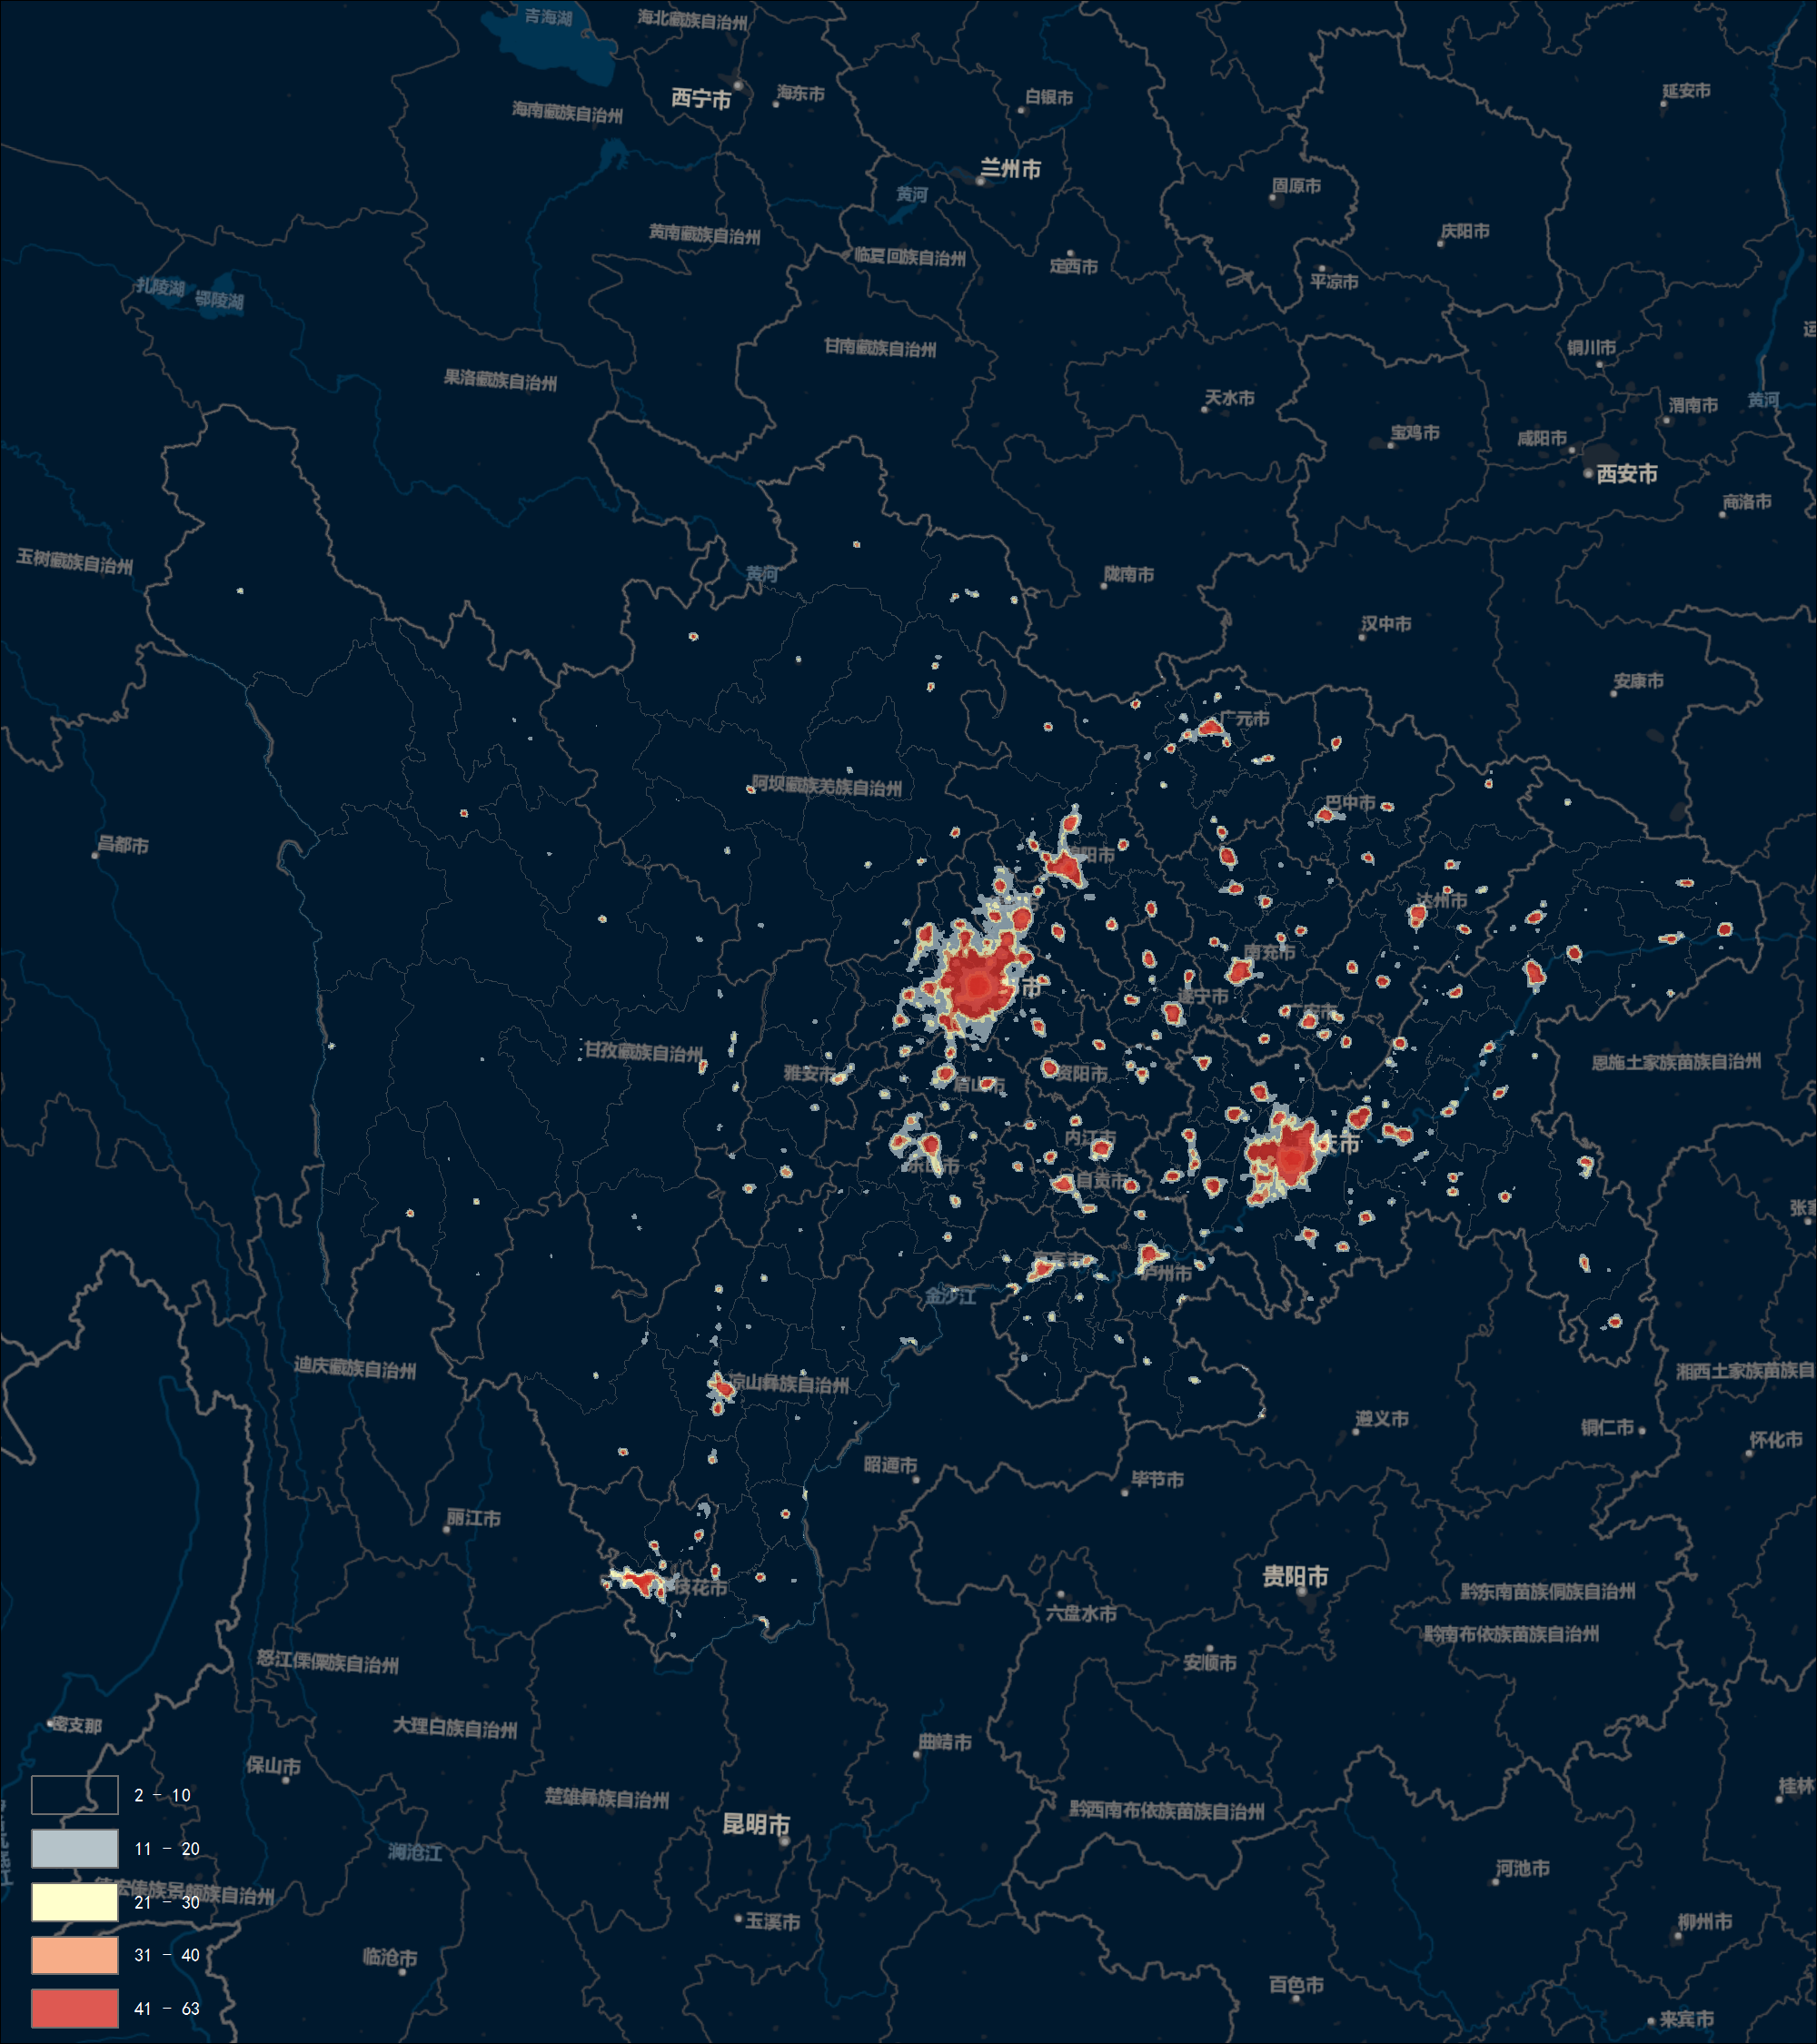 青海湖
海北藏族自治州
西宁市
海东市
白银市
延安市
海南藏族自治州
兰州市
黄河
固原市
黄南藏族自治州
临夏回族自治州
定西市
庆阳市
平凉市
扎陵湖
鄂陵湖
甘南藏族自治州
铜川市
果洛藏族自治州
天水市
渭南市
黄河
宝鸡市
咸阳市
西安市
商洛市
玉树藏族自治州
黄河
陇南市
汉中市
安康市
广元市
阿坝藏族羌族自治州
巴中市
昌都市
阳市
达州市
南充市
市
遂宁市
广安市
甘孜藏族自治州
雅安市
眉山市
资阳市
恩施土家族苗族自治州
内江市
庆市
乐山市
自贡市
张家
宜宾市
泸州市
金沙江
迪庆藏族自治州
凉山彝族自治州
湘西土家族苗族自
遵义市
铜仁市
怀化市
昭通市
毕节市
丽江市
贵阳市
枝花市
六盘水市
黔东南苗族侗族自治州
黔南布依族苗族自治州
怒江傈僳族自治州
安顺市
密支那
大理白族自治州
保山市
曲靖市
楚雄彝族自治州
昆明市
黔西南布依族苗族自治州
桂林
澜沧江
河池市
德宏傣族景颇族自治州
玉溪市
柳州市
临沧市
百色市
来宾市
2 - 10
11 - 20
21 - 30
31 - 40
41 - 63